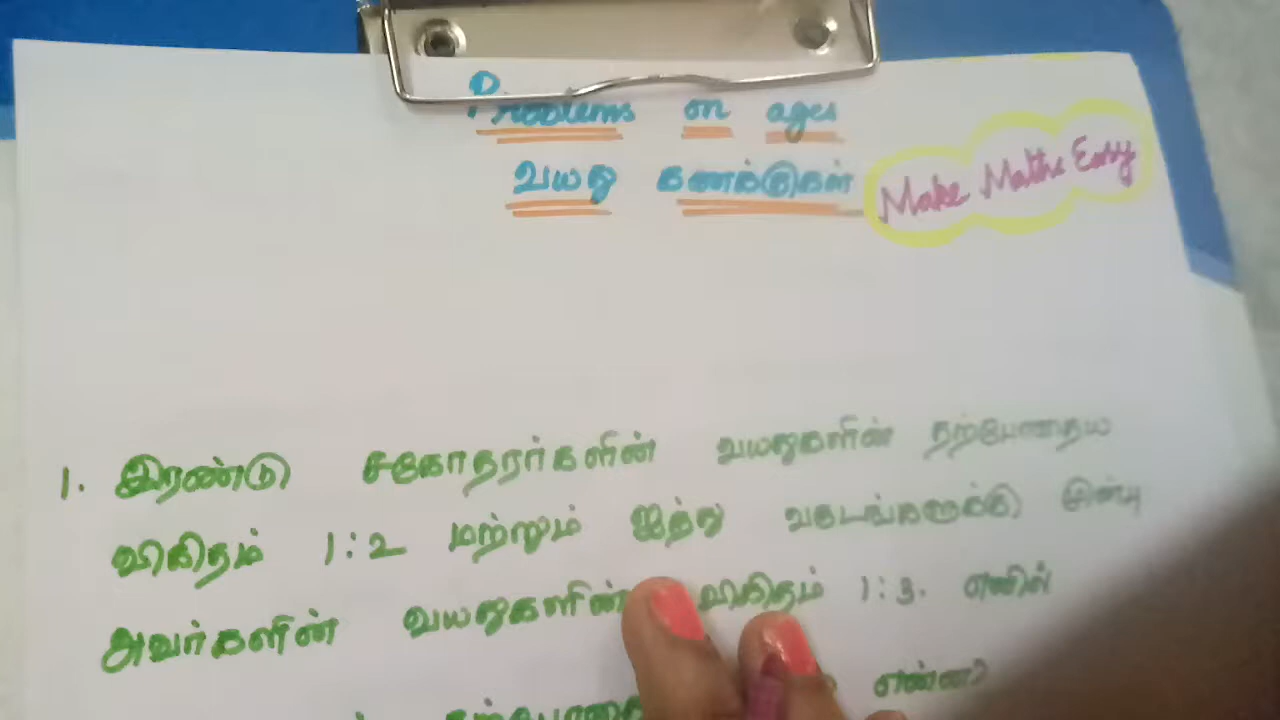 Problems on ages
வயது கணக்குகள்
Make Maths Easy
1. இரண்டு சகோதரர்களின் வயதுகளின் தற்போதைய
விகிதம் 1:2 மற்றும் ஐந்து வருடங்களுக்கு முன்பு
அவர்களின் வயதுகளின் விகிதம் 1:3. எனில்
என்ன?